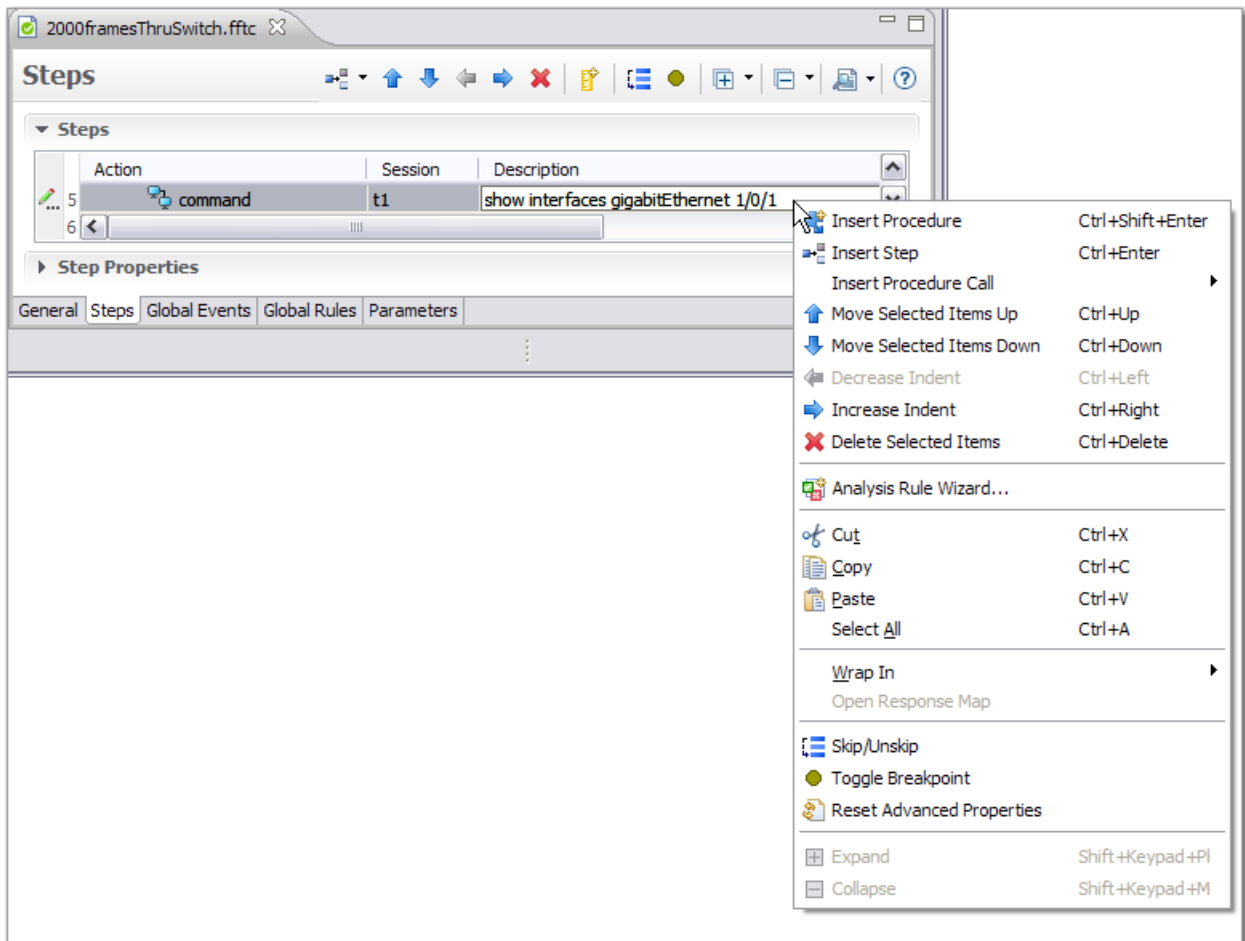 2000framesThruSwitch.fftc
Steps
Steps
Action Session Description
5 command t1 show interfaces gigabitEthernet 1/0/1
6
Step Properties
General Steps Global Events Global Rules Parameters
Insert Procedure Ctrl+Shift+Enter
Insert Step Ctrl+Enter
Insert Procedure Call
Move Selected Items Up Ctrl+Up
Move Selected Items Down Ctrl+Down
Decrease Indent Ctrl+Left
Increase Indent Ctrl+Right
Delete Selected Items Ctrl+Delete
Analysis Rule Wizard...
Cut Ctrl+X
Copy Ctrl+C
Paste Ctrl+V
Select All Ctrl+A
Wrap In
Open Response Map
Skip/Unskip
Toggle Breakpoint
Reset Advanced Properties
Expand Shift+Keypad+Pl
Collapse Shift+Keypad+M